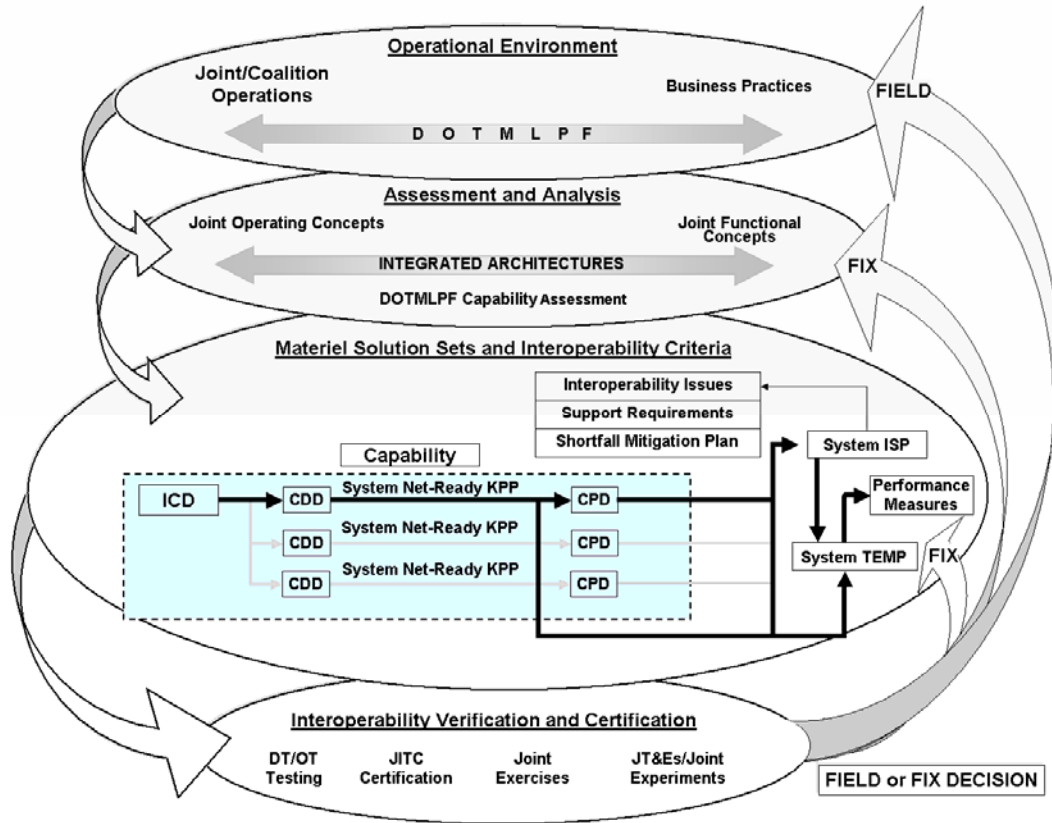 Operational Environment
Joint/Coalition
Operations
Business Practices
FIELD
D O T M L P F
Assessment and Analysis
Joint Operating Concepts
Joint Functional
Concepts
INTEGRATED ARCHITECTURES
FIX
DOTMLPF Capability Assessment
Materiel Solution Sets and Interoperability Criteria
Interoperability Issues
Support Requirements
Shortfall Mitigation Plan
System ISP
Capability
ICD
CDD
System Net-Ready KPP
CPD
Performance
Measures
CDD
System Net-Ready KPP
CPD
System TEMP
FIX
CDD
System Net-Ready KPP
CPD
Interoperability Verification and Certification
DT/OT
Testing
JITC
Certification
Joint
Exercises
JT&Es/Joint
Experiments
FIELD or FIX DECISION